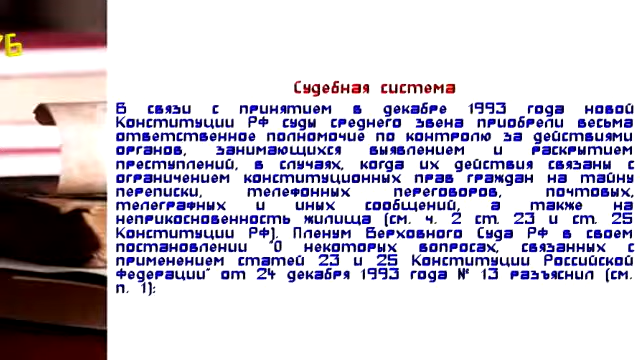 Судебная система
В связи с принятием в декабре 1993 года новой
Конституции РФ суды среднего звена приобрели весьма
ответственное полномочие по контролю за действиями
органов, занимающихся выявлением и раскрытием
преступлений, в случаях, когда их действия связаны с
ограничением конституционных прав граждан на тайну
переписки, телефонных переговоров, почтовых,
телеграфных и иных сообщений, а также на
неприкосновенность жилища (см. ч. 2 ст. 23 и ст. 25
Конституции РФ). Пленум Верховного Суда РФ в своем
постановлении "О некоторых вопросах, связанных с
применением статей 23 и 25 Конституции Российской
Федерации" от 24 декабря 1993 года № 13 разъяснил (см.
п. 1):